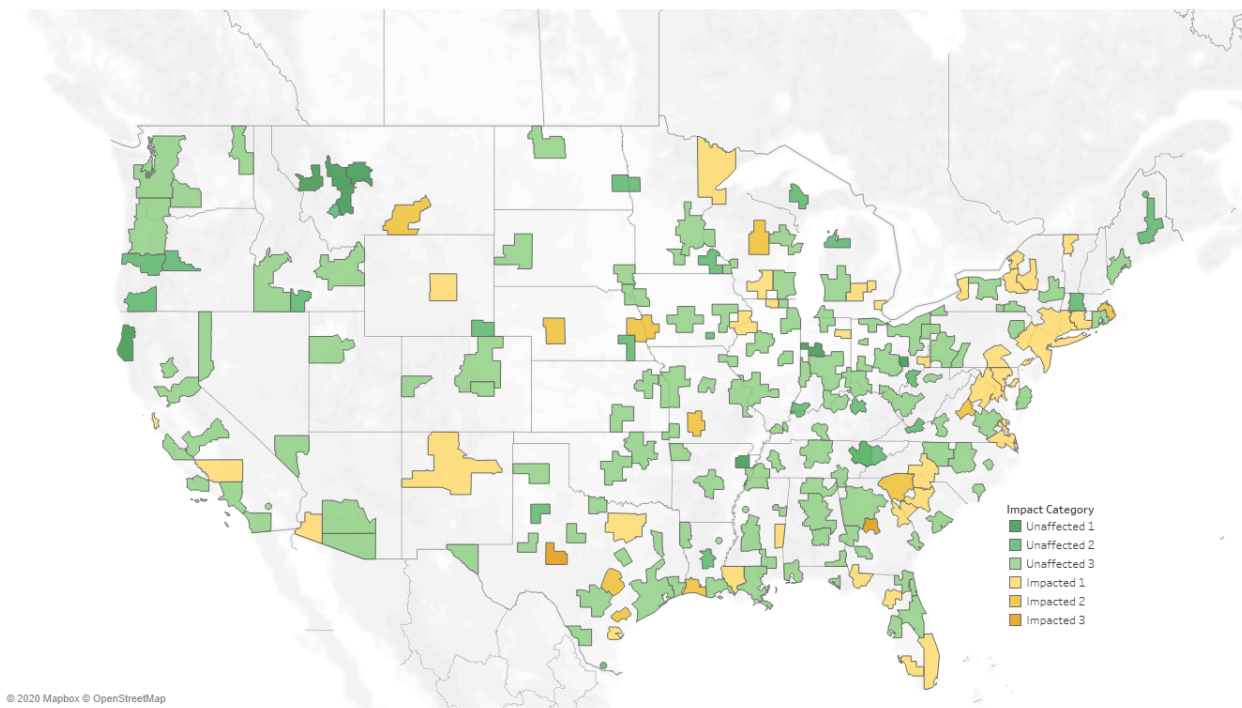 Impact Category
Unaffected 1
Unaffected 2
Unaffected 3
Impacted 1
Impacted 2
Impacted 3
© 2020 Mapbox © OpenStreetMap